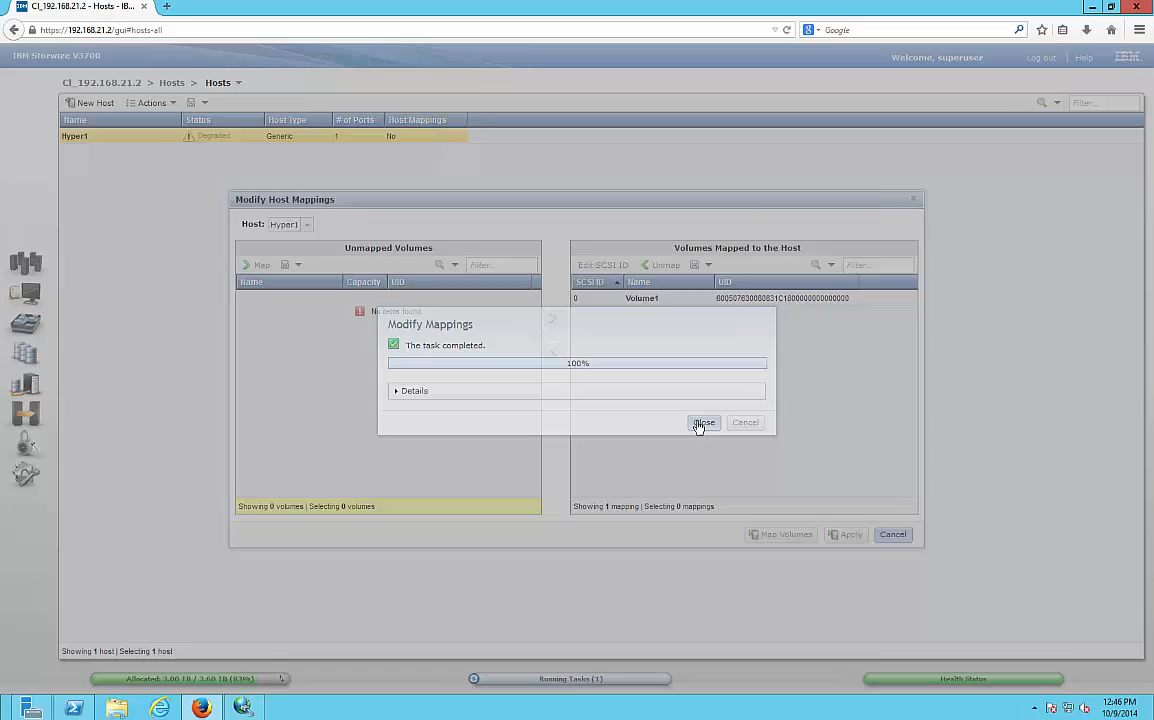 CI_192.168.21.2 - Hosts - IB...
https://192.168.21.2/gui#hosts-all
Google
IBM Storwize V3700
Welcome, superuser
Log out
Help
IBM
CI_192.168.21.2 > Hosts > Hosts
New Host
Actions
Filter...
Name
Status
Host Type
# of Ports
Host Mappings
Hyper1
Degraded
Generic
1
No
Modify Host Mappings
Host: Hyper1
Unmapped Volumes
Map
Filter...
Name
Capacity
UID
No items found.
Showing 0 volumes | Selecting 0 volumes
Volumes Mapped to the Host
Edit SCSI ID
Unmap
Filter...
SCSI ID
Name
UID
0
Volume1
Modify Mappings
The task completed.
100%
Details
Close
Cancel
Showing 1 mapping | Selecting 0 mappings
Map Volumes
Apply
Cancel
Showing 1 host | Selecting 1 host
Allocated: 3.00 TB / 3.60 TB (83%)
Running Tasks (1)
Health Status
12:46 PM
10/9/2014